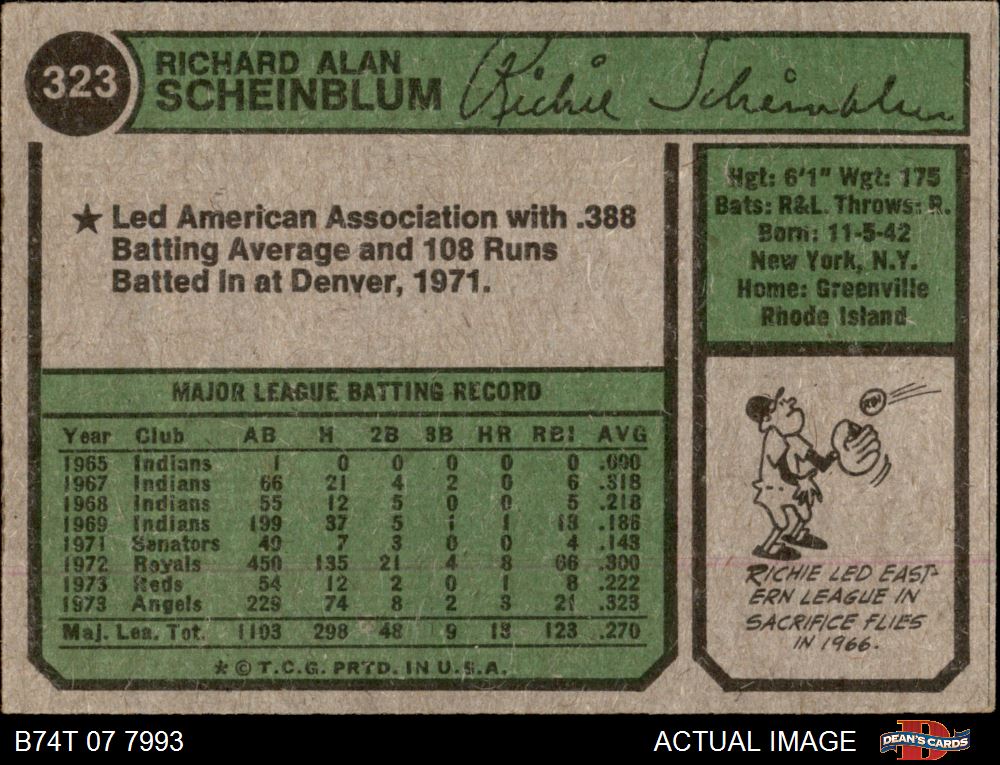 323
RICHARD ALAN
SCHEINBLUM
Richie Scheinblum
★ Led American Association with .388
Batting Average and 108 Runs
Batted In at Denver, 1971.
Hgt: 6'1" Wgt: 175
Bats: R&L. Throws: R.
Born: 11-5-42
New York, N.Y.
Home: Greenville
Rhode Island
MAJOR LEAGUE BATTING RECORD
Year Club AB H 2B 3B HR RBI AVG
1965 Indians 1 0 0 0 0 0 .000
1967 Indians 66 21 4 2 0 6 .318
1968 Indians 55 12 5 0 0 5 .218
1969 Indians 199 37 5 1 1 13 .186
1971 Senators 49 7 3 0 0 4 .143
1972 Royals 450 135 21 4 8 66 .300
1973 Reds 54 12 2 0 1 8 .222
1973 Angels 229 74 8 2 3 21 .323
Maj. Lea. Tot. 1103 298 48 9 13 123 .270
* © T.C.G. PRTD. IN U.S.A.
RBI
RICHIE LED EAST-
ERN LEAGUE IN
SACRIFICE FLIES
IN 1966.
B74T 07 7993
ACTUAL IMAGE
DEAN'S CARDS